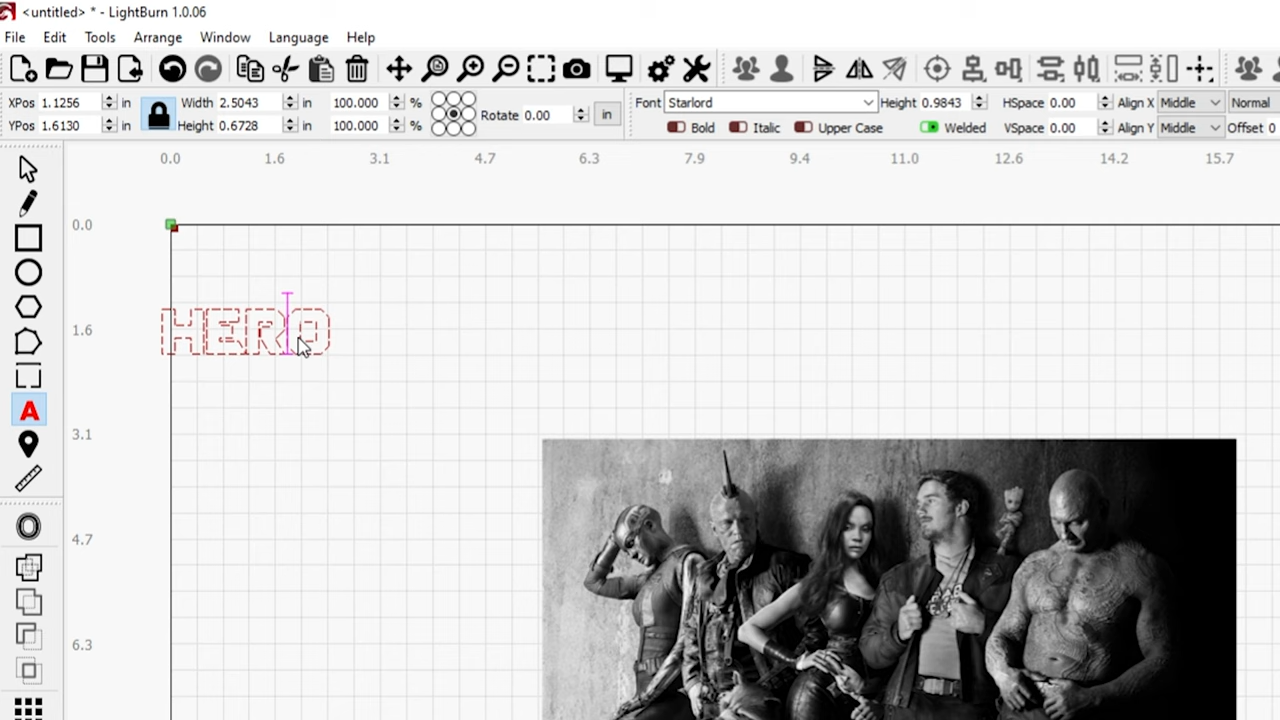 <untitled> * - LightBurn 1.0.06
File Edit Tools Arrange Window Language Help
XPos 1.1256 in Width 2.5043 in 100.000 % Rotate 0.00 in Font Starlord Height 0.9843 HSpace 0.00 Align X Middle Normal
YPos 1.6130 in Height 0.6728 in 100.000 % Bold Italic Upper Case Welded VSpace 0.00 Align Y Middle Offset 0
0.0 1.6 3.1 4.7 6.3 7.9 9.4 11.0 12.6 14.2 15.7
0.0
HERO
1.6
A
3.1
4.7
6.3